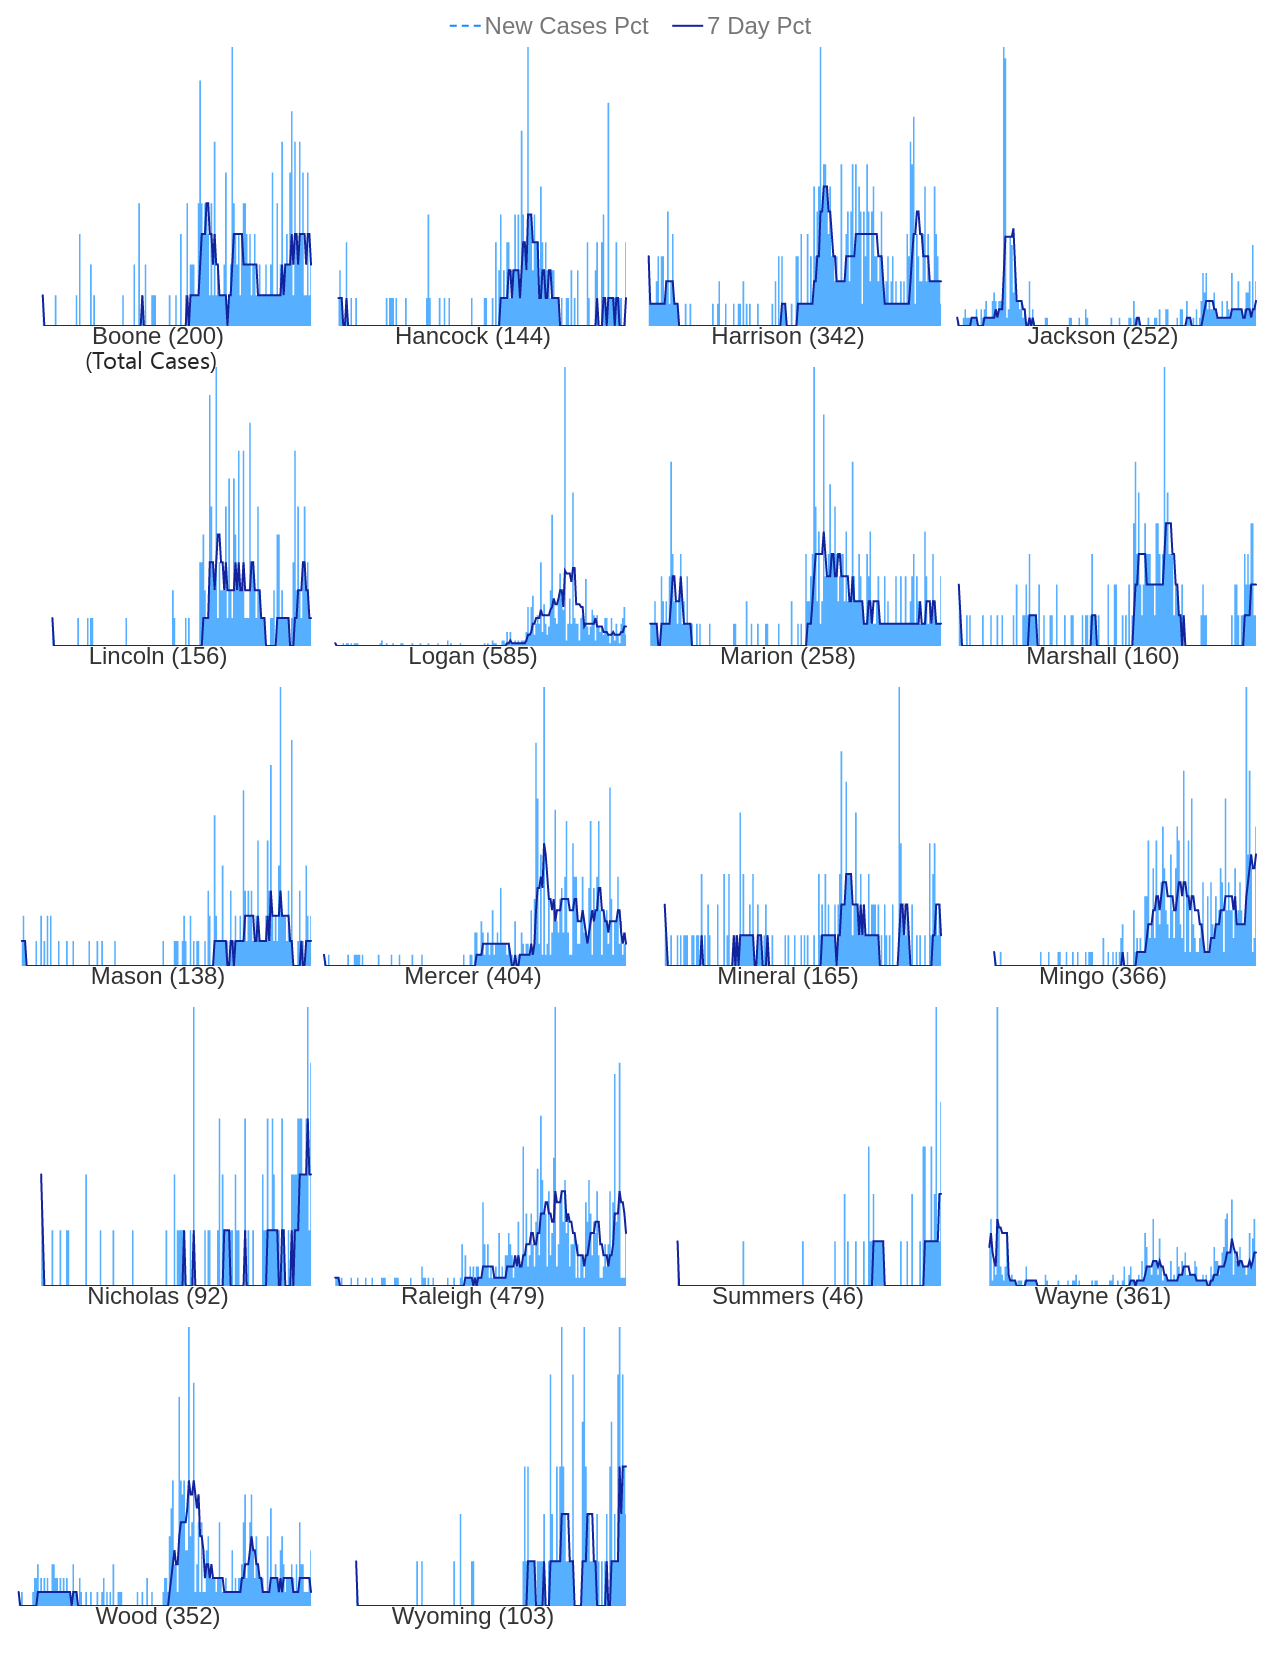 New Cases Pct 7 Day Pct
Boone (200) Hancock (144) Harrison (342) Jackson (252)
(Total Cases)
Lincoln (156) Logan (585) Marion (258) Marshall (160)
Mason (138) Mercer (404) Mineral (165) Mingo (366)
Nicholas (92) Raleigh (479) Summers (46) Wayne (361)
Wood (352) Wyoming (103)